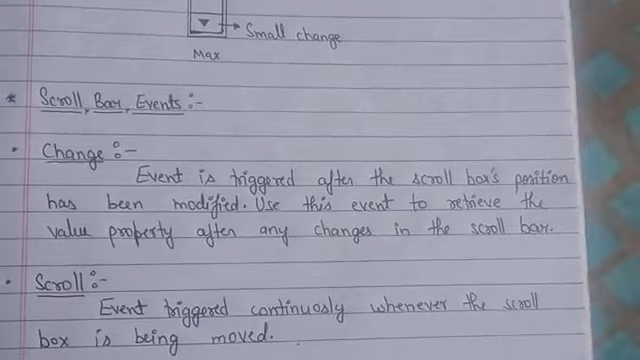 Small change
Max
* Scroll, Bar, Events :-
• Change :-
Event is triggered after the scroll box's position
has been modified. Use this event to retrieve the
value property after any changes in the scroll bar.
• Scroll :-
Event triggered continuosly whenever the scroll
box is being moved.